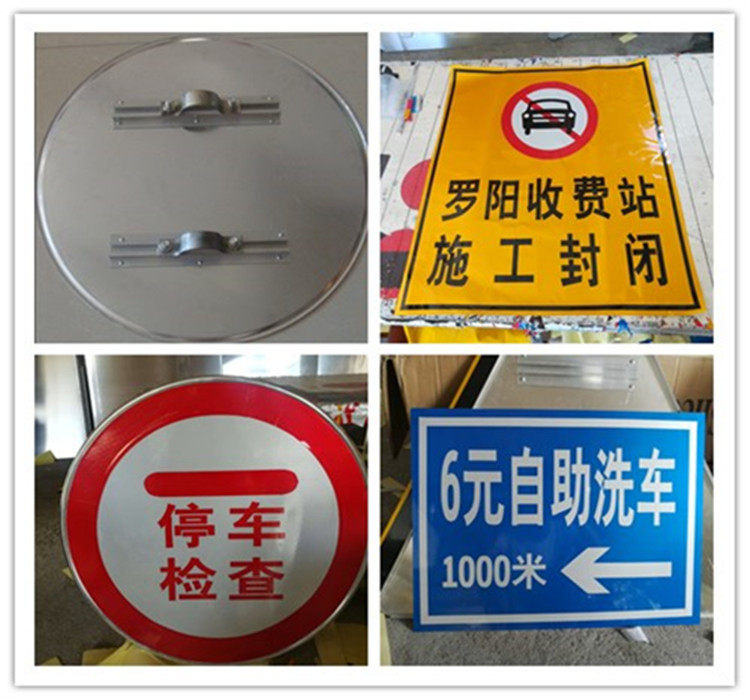 罗阳收费站
施工封闭
停车
检查
6元自助洗车
1000米